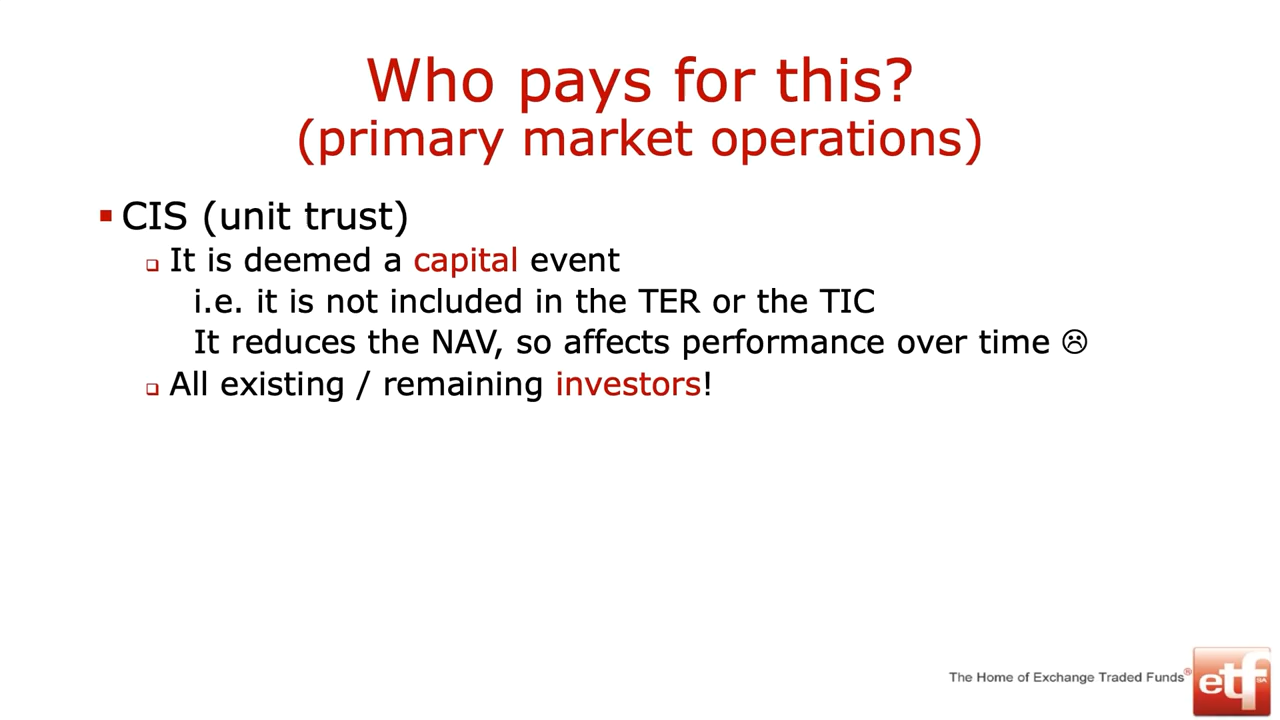 Who pays for this?
(primary market operations)
CIS (unit trust)
It is deemed a capital event
i.e. it is not included in the TER or the TIC
It reduces the NAV, so affects performance over time ☹
All existing / remaining investors!
The Home of Exchange Traded Funds®
etf
SA